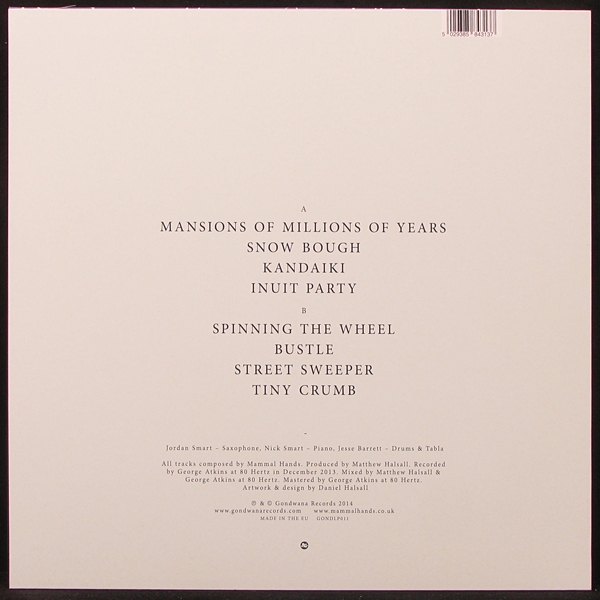 5 029385 843137
A
MANSIONS OF MILLIONS OF YEARS
SNOW BOUGH
KANDAIKI
INUIT PARTY
B
SPINNING THE WHEEL
BUSTLE
STREET SWEEPER
TINY CRUMB
-
Jordan Smart – Saxophone, Nick Smart – Piano, Jesse Barrett – Drums & Tabla
All tracks composed by Mammal Hands. Produced by Matthew Halsall. Recorded
by George Atkins at 80 Hertz in December 2013. Mixed by Matthew Halsall &
George Atkins at 80 Hertz. Mastered by George Atkins at 80 Hertz.
Artwork & design by Daniel Halsall
℗ & © Gondwana Records 2014
www.gondwanarecords.com www.mammalhands.co.uk
MADE IN THE EU GONDLP011